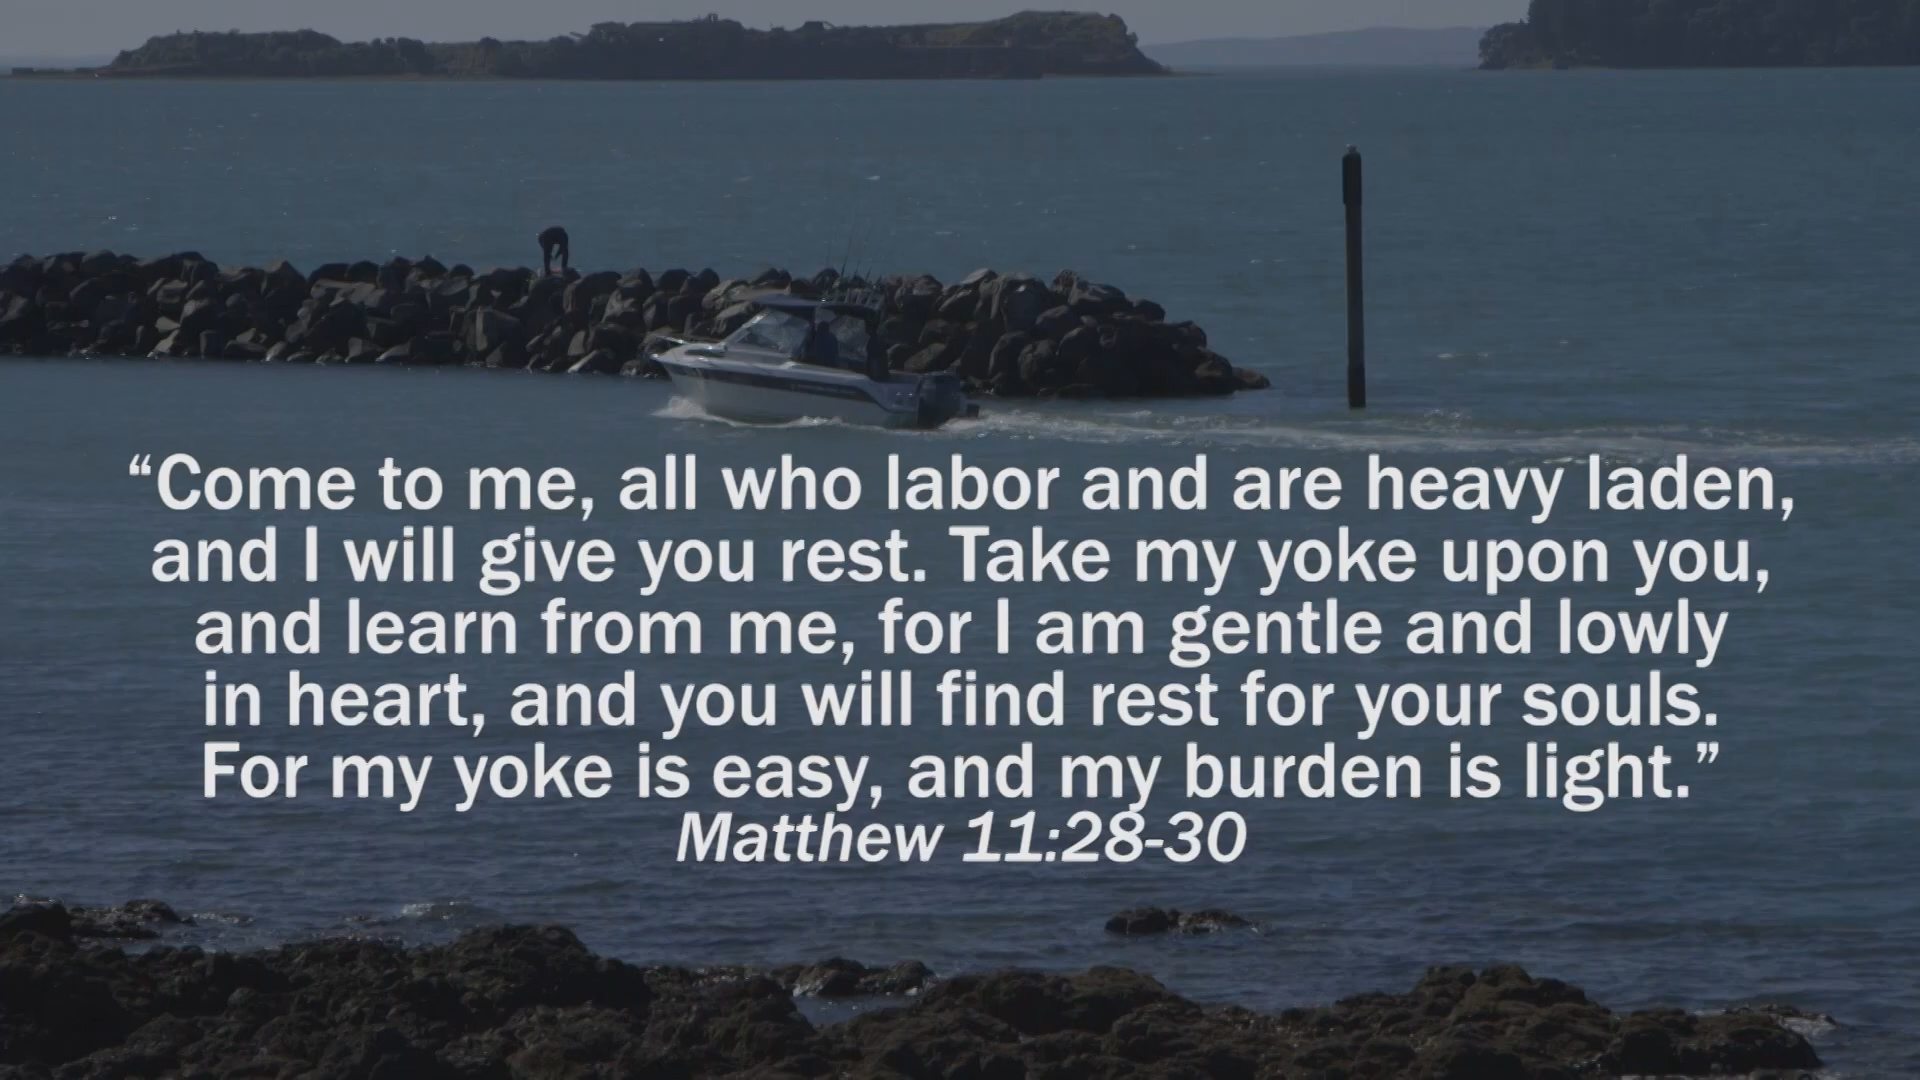 “Come to me, all who labor and are heavy laden,
and I will give you rest. Take my yoke upon you,
and learn from me, for I am gentle and lowly
in heart, and you will find rest for your souls.
For my yoke is easy, and my burden is light.”
Matthew 11:28-30